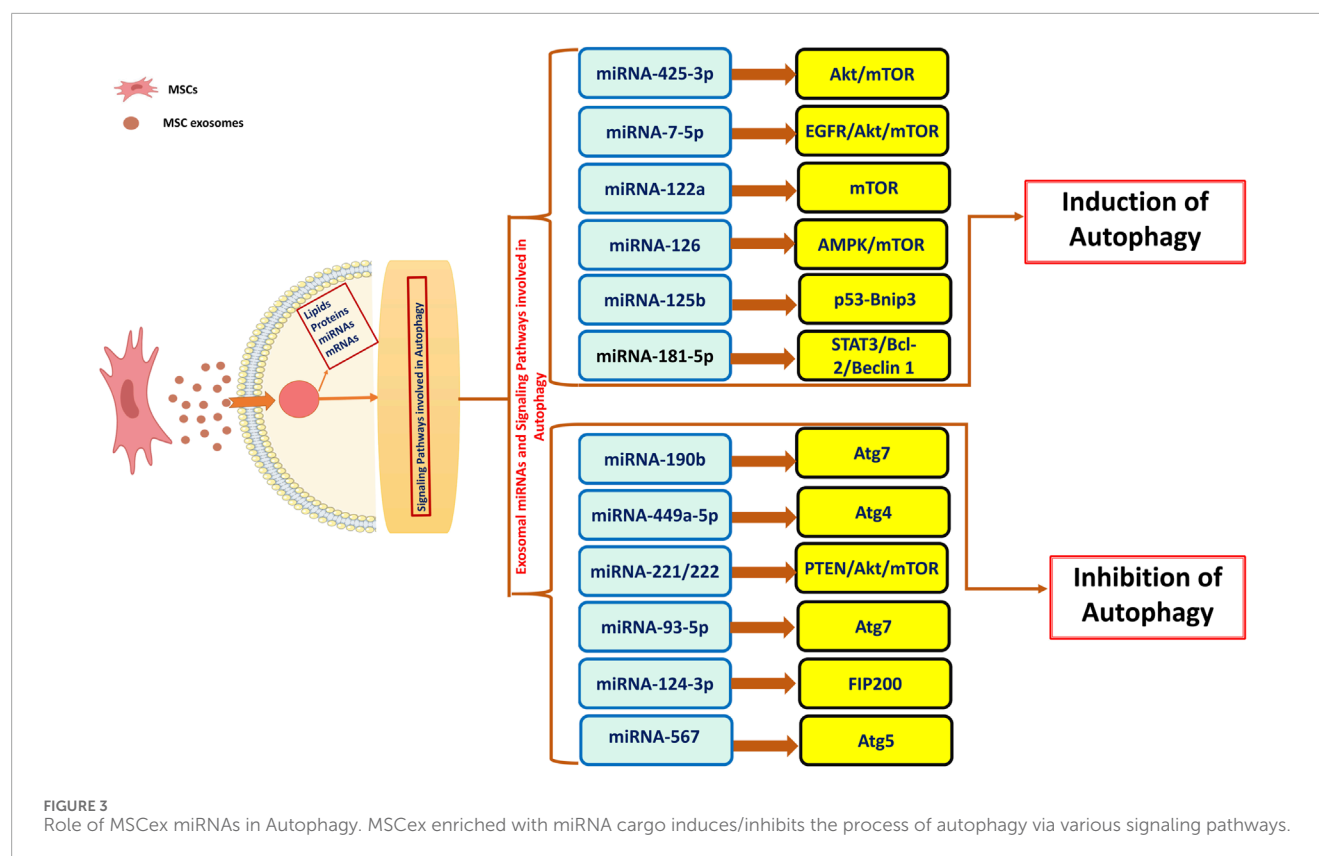 MSCs
MSC exosomes
Lipids
Proteins
miRNAs
mRNAs
Signaling Pathways involved in Autophagy
Exosomal miRNAs and Signaling Pathways involved in
Autophagy
miRNA-425-3p
Akt/mTOR
miRNA-7-5p
EGFR/Akt/mTOR
miRNA-122a
mTOR
miRNA-126
AMPK/mTOR
miRNA-125b
p53-Bnip3
miRNA-181-5p
STAT3/Bcl-
2/Beclin 1
Induction of
Autophagy
miRNA-190b
Atg7
miRNA-449a-5p
Atg4
miRNA-221/222
PTEN/Akt/mTOR
miRNA-93-5p
Atg7
miRNA-124-3p
FIP200
miRNA-567
Atg5
Inhibition of
Autophagy
FIGURE 3
Role of MSCex miRNAs in Autophagy. MSCex enriched with miRNA cargo induces/inhibits the process of autophagy via various signaling pathways.